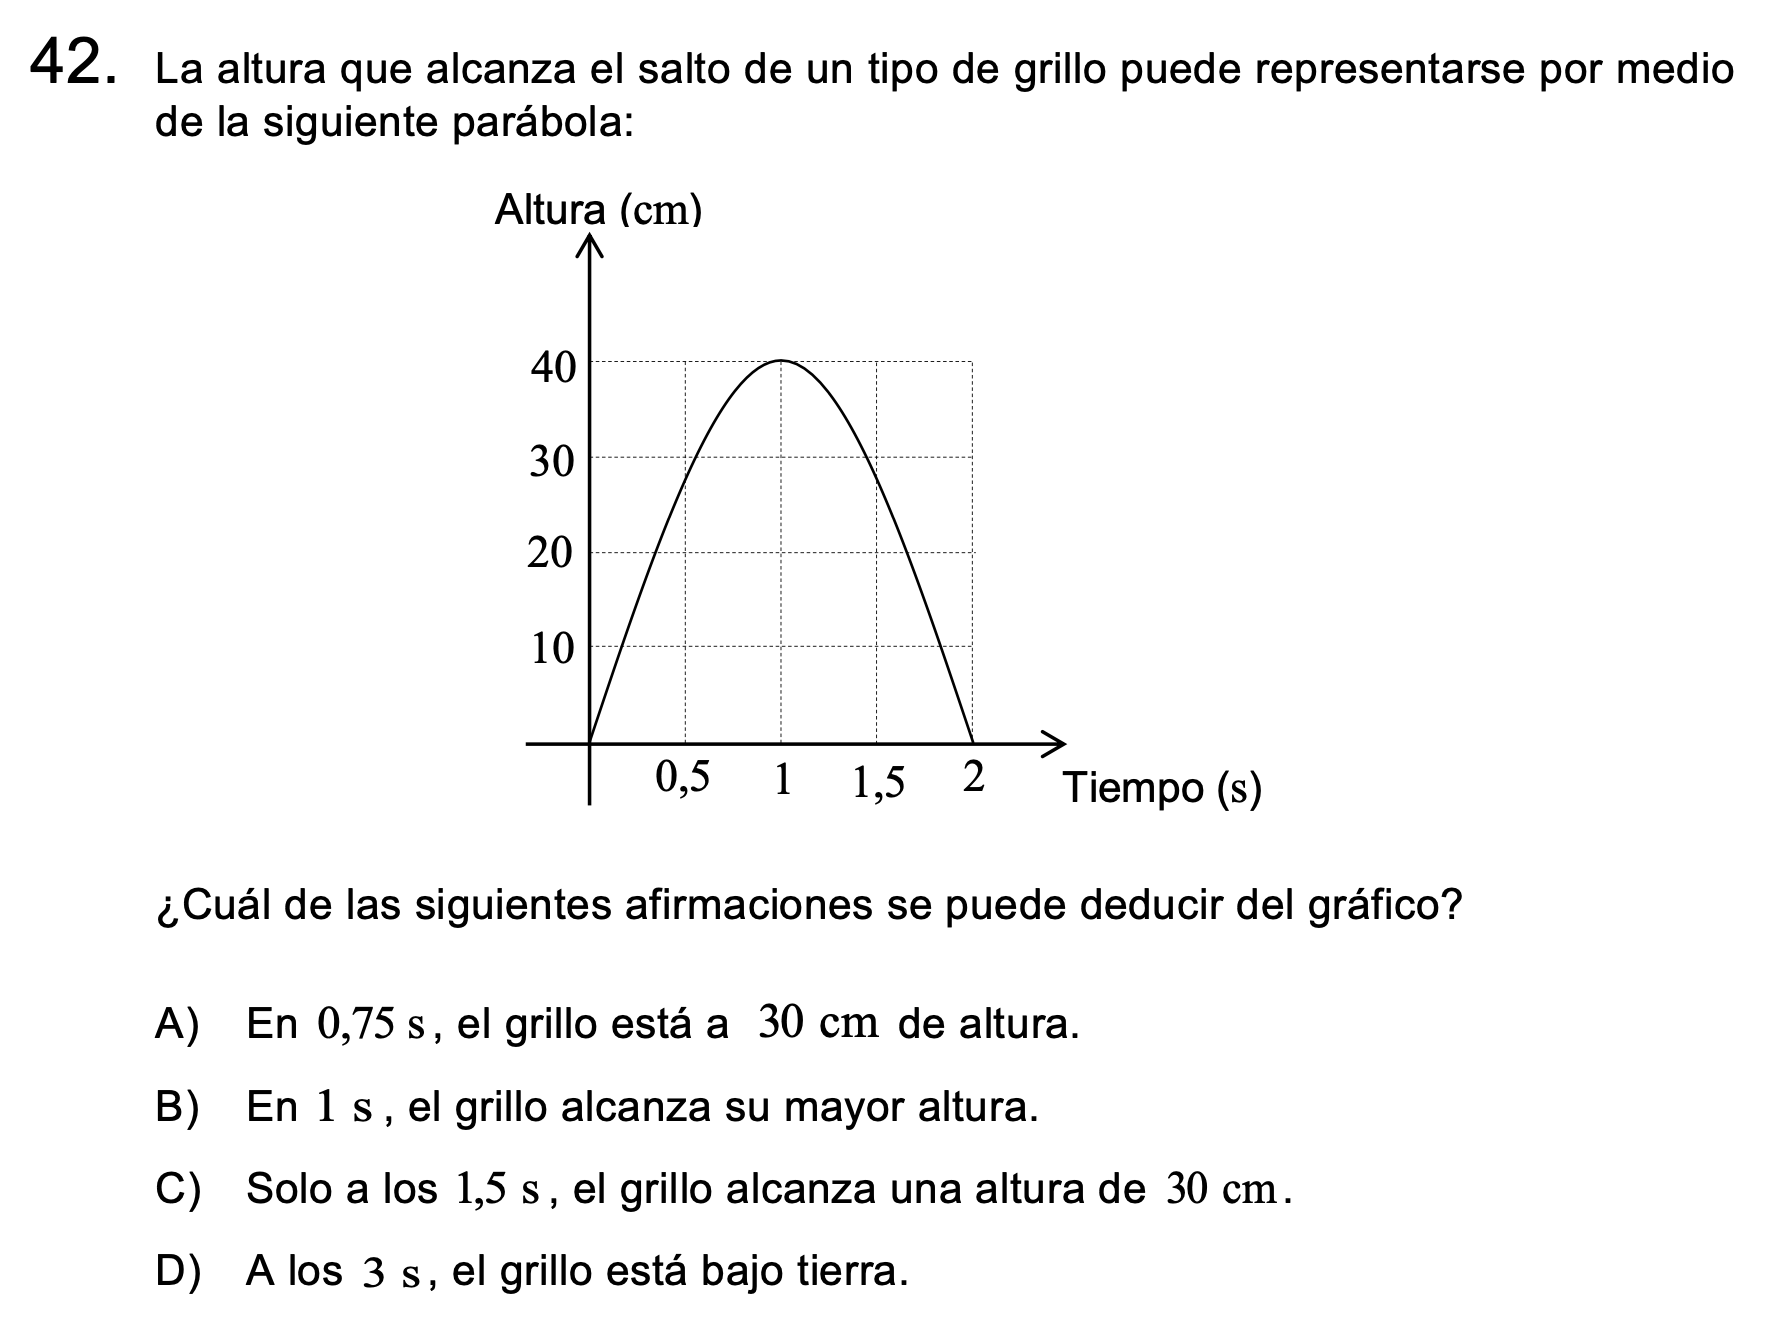 42. La altura que alcanza el salto de un tipo de grillo puede representarse por medio
de la siguiente parábola:
Altura (cm)
40
30
20
10
0,5 1 1,5 2
Tiempo (s)
¿Cuál de las siguientes afirmaciones se puede deducir del gráfico?
A) En 0,75 s, el grillo está a 30 cm de altura.
B) En 1 s, el grillo alcanza su mayor altura.
C) Solo a los 1,5 s, el grillo alcanza una altura de 30 cm.
D) A los 3 s, el grillo está bajo tierra.